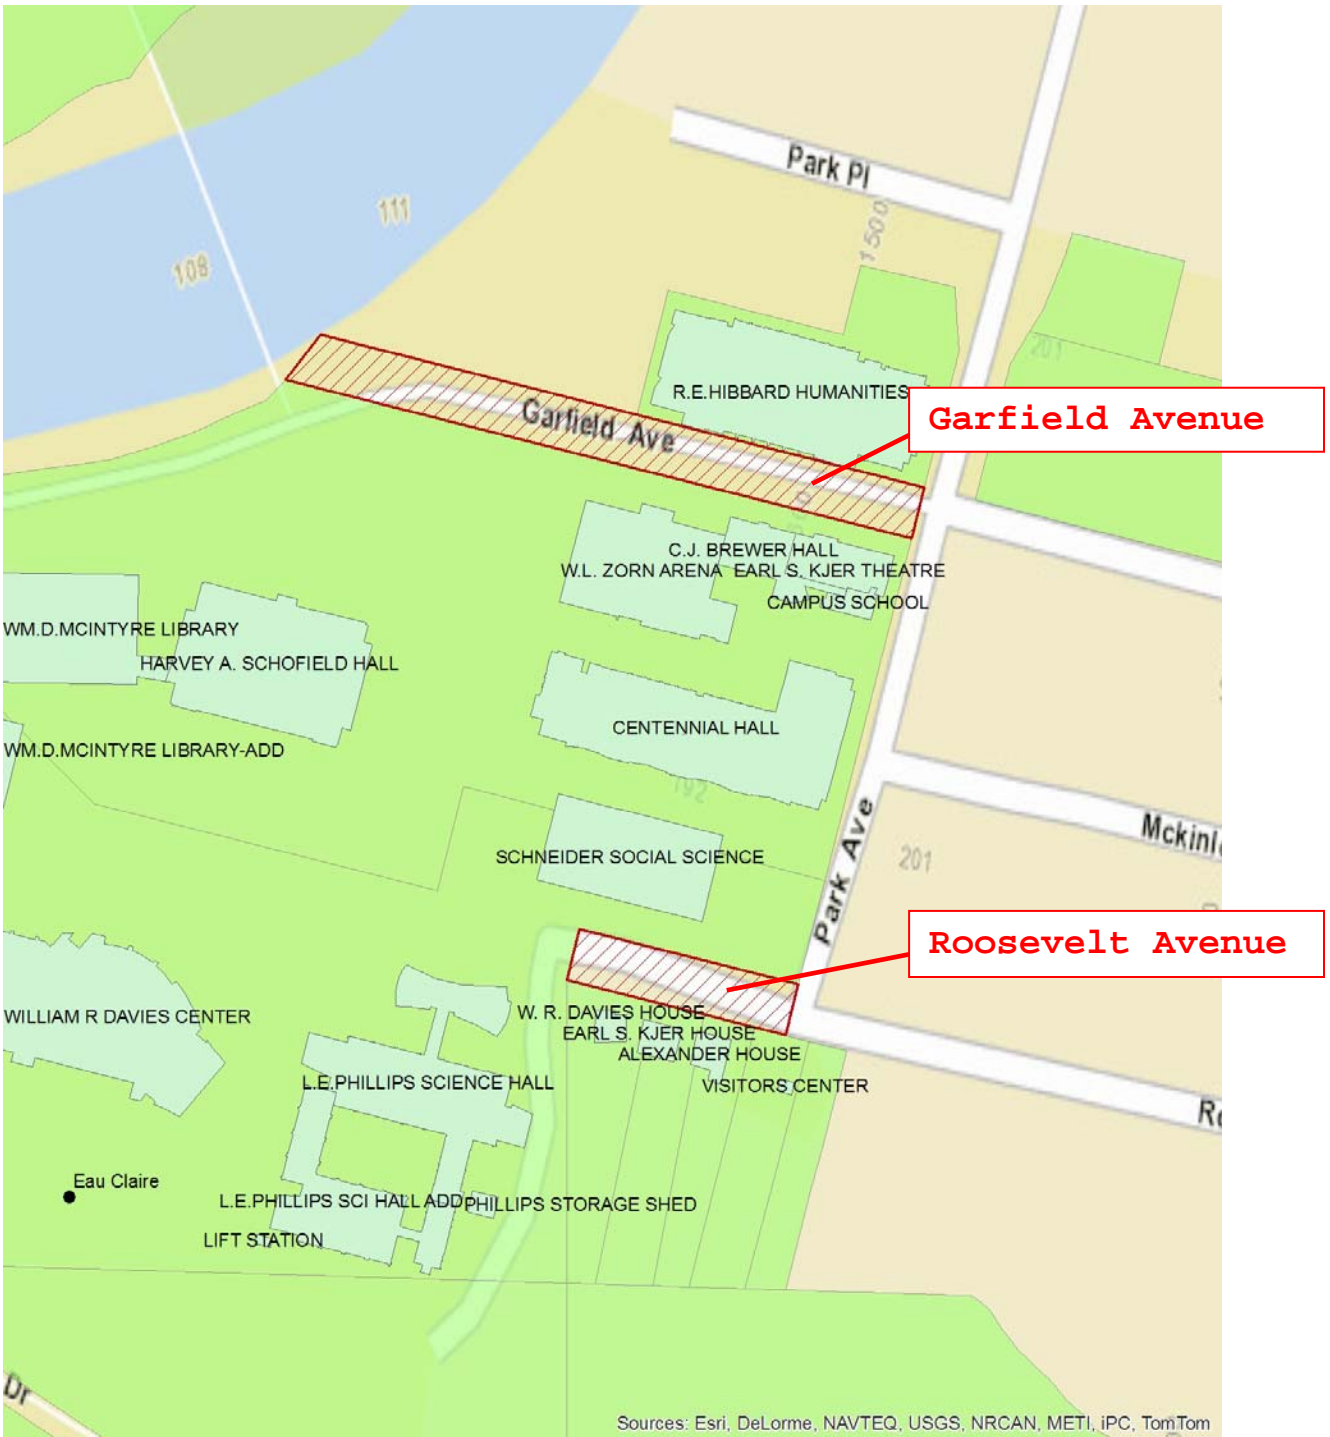 Park Pl
111
1500
108
201
R.E.HIBBARD HUMANITIES
Garfield Avenue
Garfield Ave
C.J. BREWER HALL
W.L. ZORN ARENA EARL S. KJER THEATRE
CAMPUS SCHOOL
WM.D.MCINTYRE LIBRARY
HARVEY A. SCHOFIELD HALL
CENTENNIAL HALL
WM.D.MCINTYRE LIBRARY-ADD
192
Mckinl
Park Ave
SCHNEIDER SOCIAL SCIENCE
201
Roosevelt Avenue
W. R. DAVIES HOUSE
WILLIAM R DAVIES CENTER
EARL S. KJER HOUSE
ALEXANDER HOUSE
L.E.PHILLIPS SCIENCE HALL
VISITORS CENTER
Ro
Eau Claire
L.E.PHILLIPS SCI HALL ADD
PHILLIPS STORAGE SHED
LIFT STATION
Dr
Sources: Esri, DeLorme, NAVTEQ, USGS, NRCAN, METI, iPC, TomTom